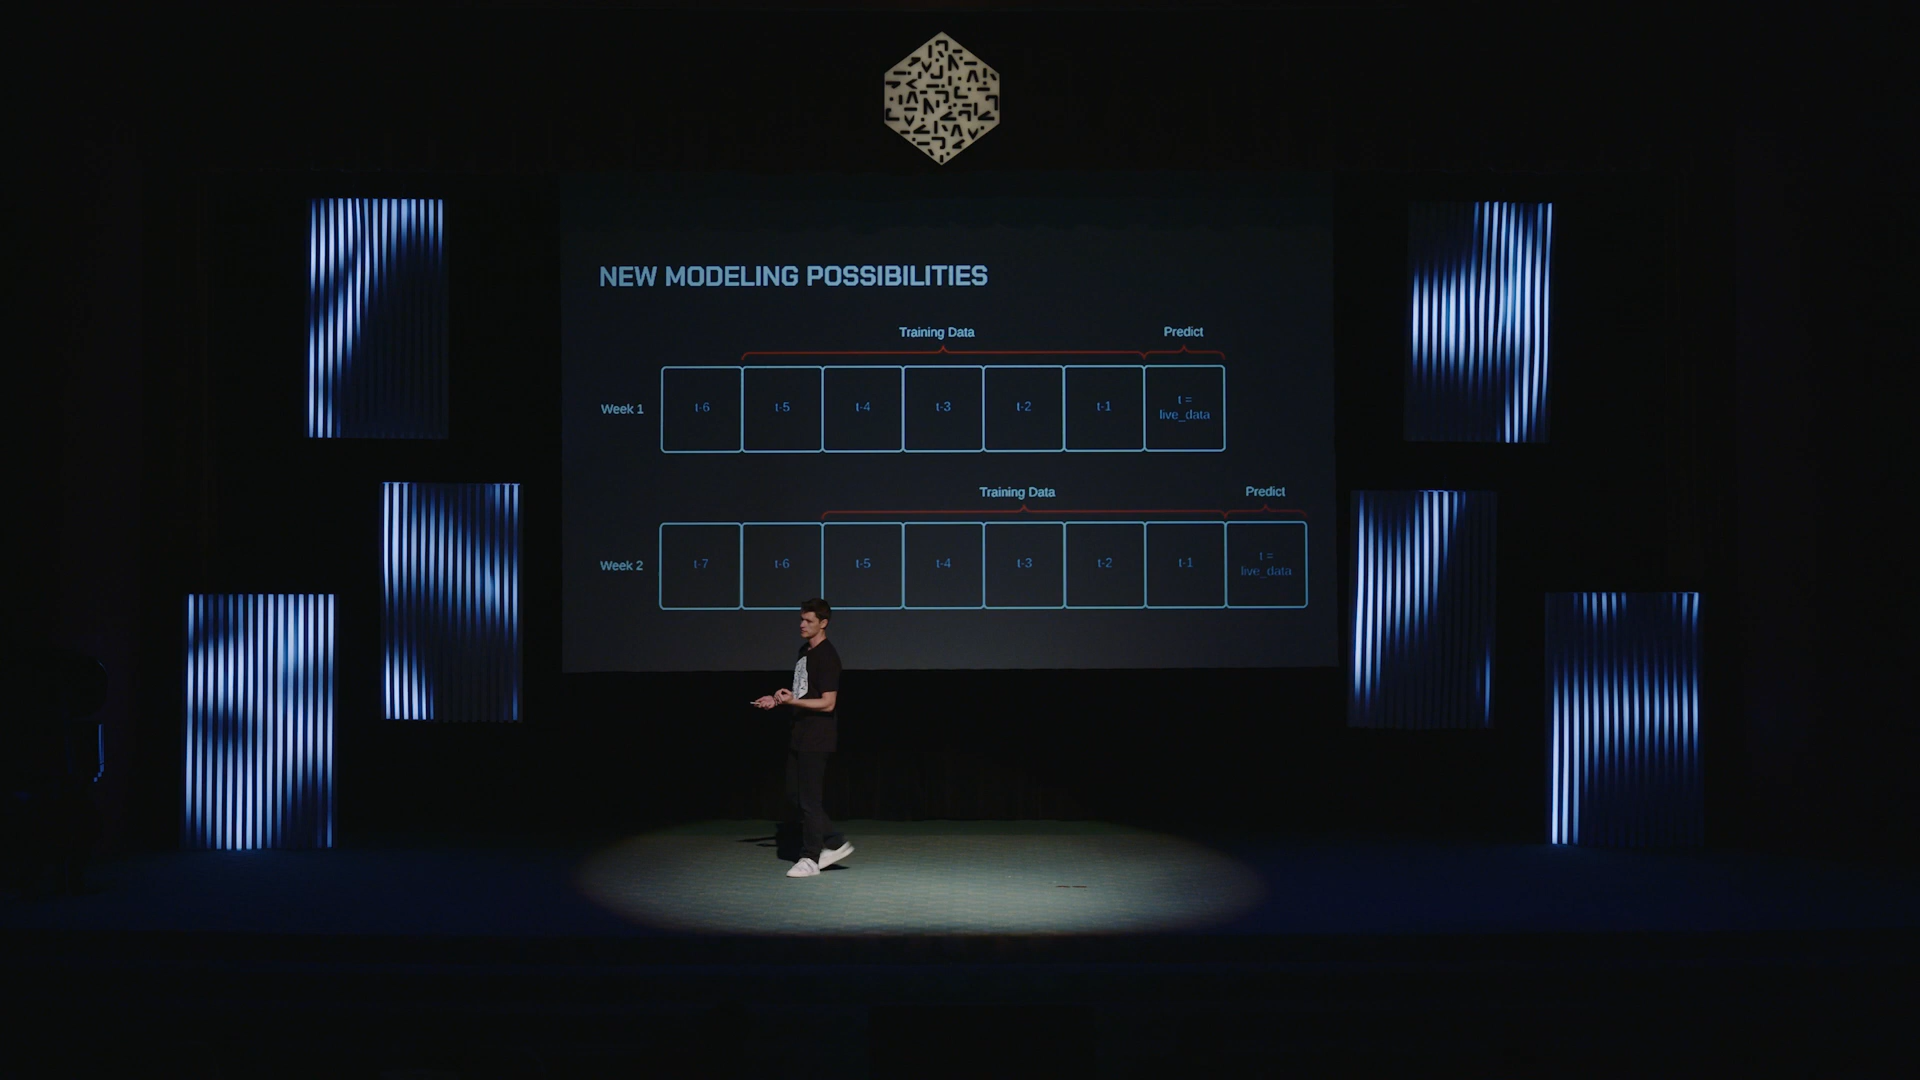 NEW MODELING POSSIBILITIES
Training Data Predict
Week 1 t-6 t-5 t-4 t-3 t-2 t-1 t =
live_data
Training Data Predict
Week 2 t-7 t-6 t-5 t-4 t-3 t-2 t-1 t =
live_data